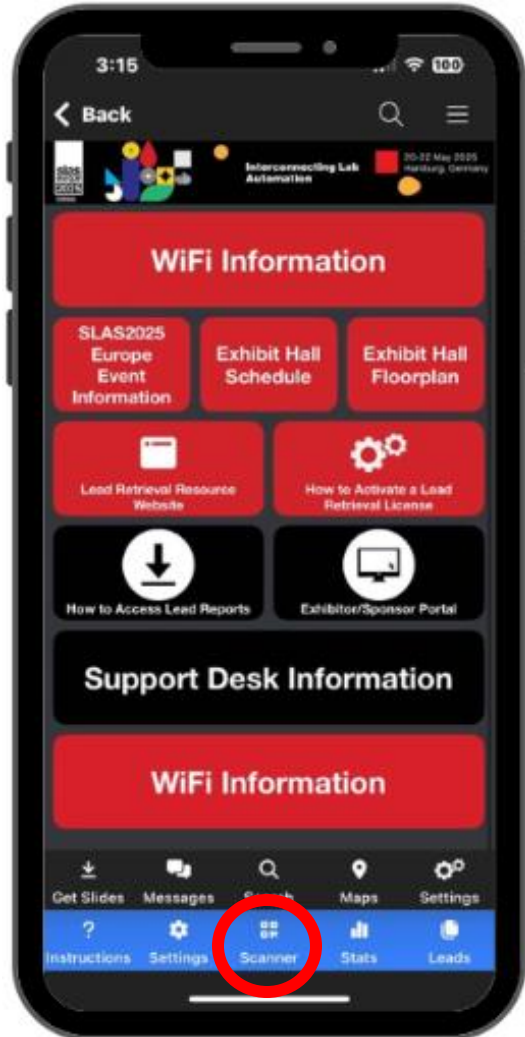 3:15
100
Back
slas
2025
Interconnecting Lab
Automation
20-22 May 2025
Hamburg, Germany
WiFi Information
SLAS2025
Europe
Event
Information
Exhibit Hall
Schedule
Exhibit Hall
Floorplan
Lead Retrieval Resource
Website
How to Activate a Lead
Retrieval License
How to Access Lead Reports
Exhibitor/Sponsor Portal
Support Desk Information
WiFi Information
Get Slides
Messages
Search
Maps
Settings
?
Instructions
Settings
Scanner
Stats
Leads